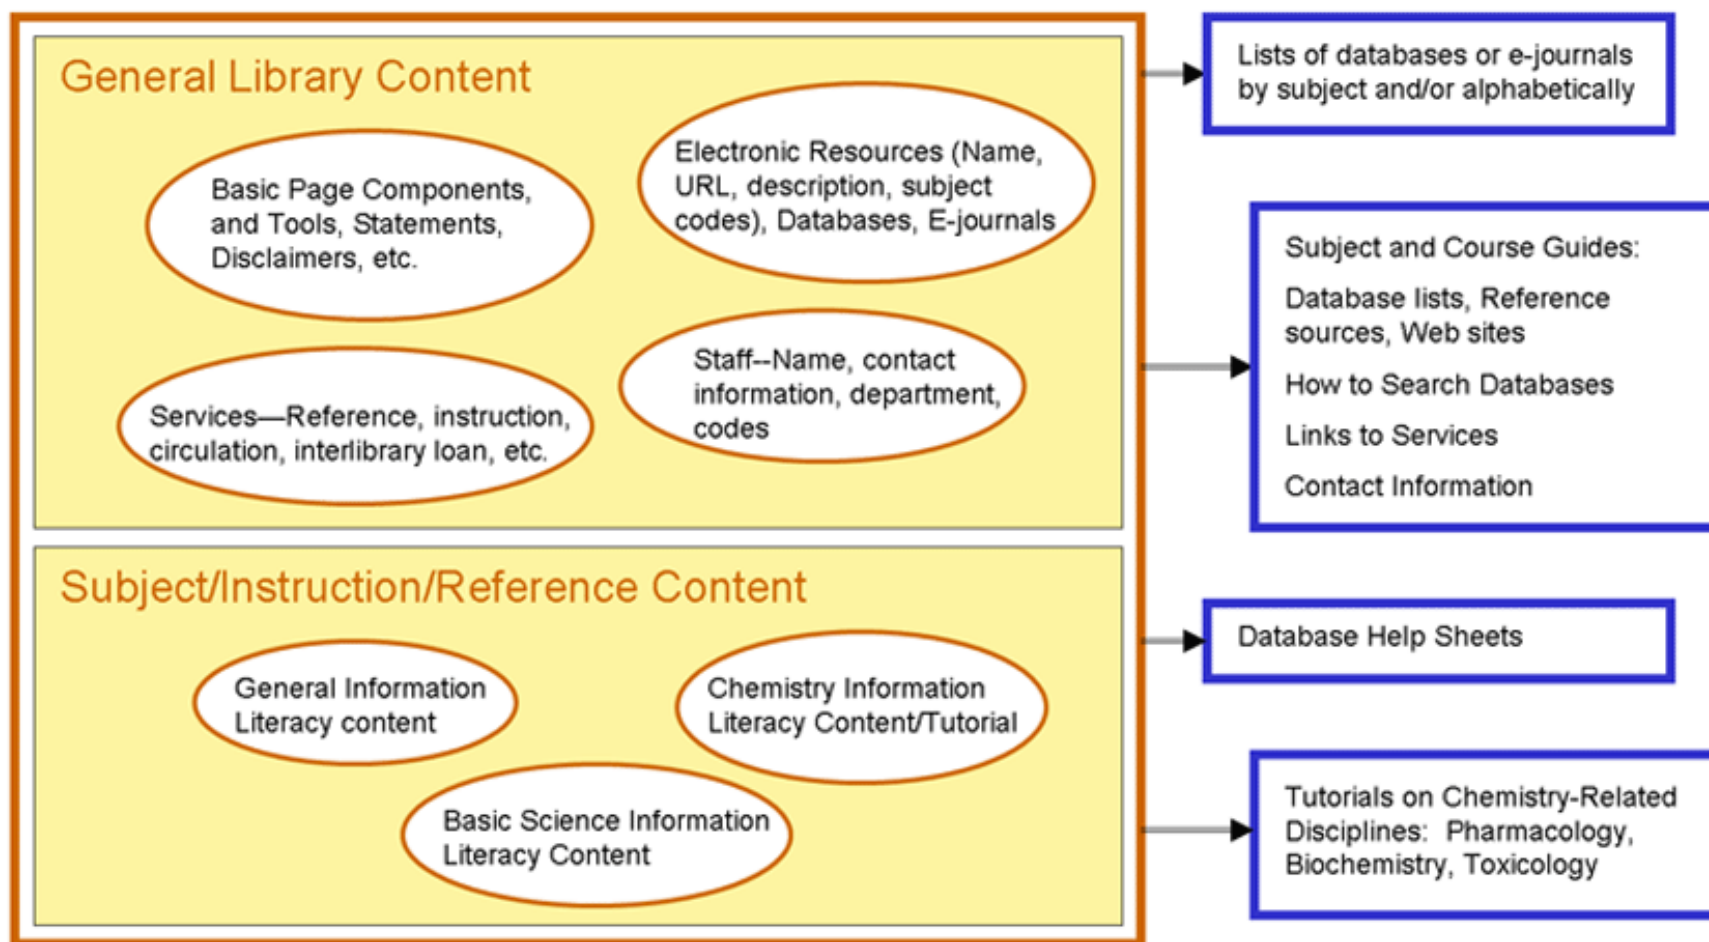 General Library Content
Basic Page Components,
and Tools, Statements,
Disclaimers, etc.
Electronic Resources (Name,
URL, description, subject
codes), Databases, E-journals
Services—Reference, instruction,
circulation, interlibrary loan, etc.
Staff--Name, contact
information, department,
codes
Subject/Instruction/Reference Content
General Information
Literacy content
Chemistry Information
Literacy Content/Tutorial
Basic Science Information
Literacy Content
Lists of databases or e-journals
by subject and/or alphabetically
Subject and Course Guides:
Database lists, Reference
sources, Web sites
How to Search Databases
Links to Services
Contact Information
Database Help Sheets
Tutorials on Chemistry-Related
Disciplines:  Pharmacology,
Biochemistry, Toxicology